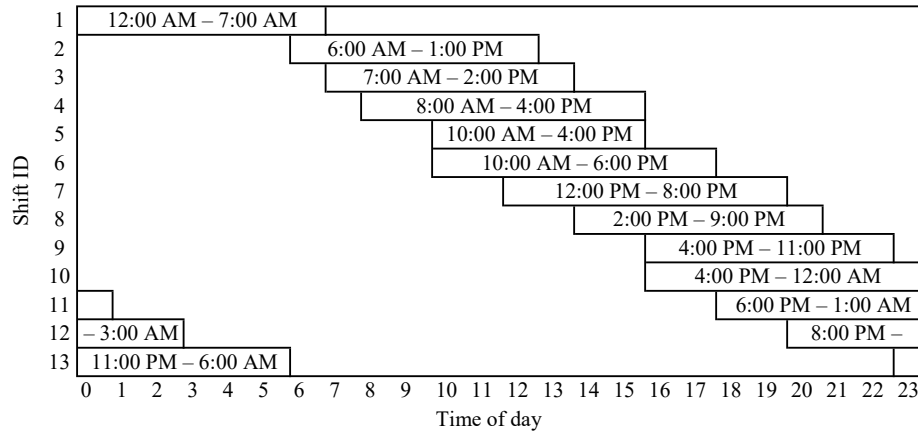 1 12:00 AM – 7:00 AM
2 6:00 AM – 1:00 PM
3 7:00 AM – 2:00 PM
4 8:00 AM – 4:00 PM
5 10:00 AM – 4:00 PM
6 10:00 AM – 6:00 PM
7 12:00 PM – 8:00 PM
8 2:00 PM – 9:00 PM
9 4:00 PM – 11:00 PM
10 4:00 PM – 12:00 AM
11 6:00 PM – 1:00 AM
12 – 3:00 AM 8:00 PM –
13 11:00 PM – 6:00 AM
Shift ID
0 1 2 3 4 5 6 7 8 9 10 11 12 13 14 15 16 17 18 19 20 21 22 23
Time of day